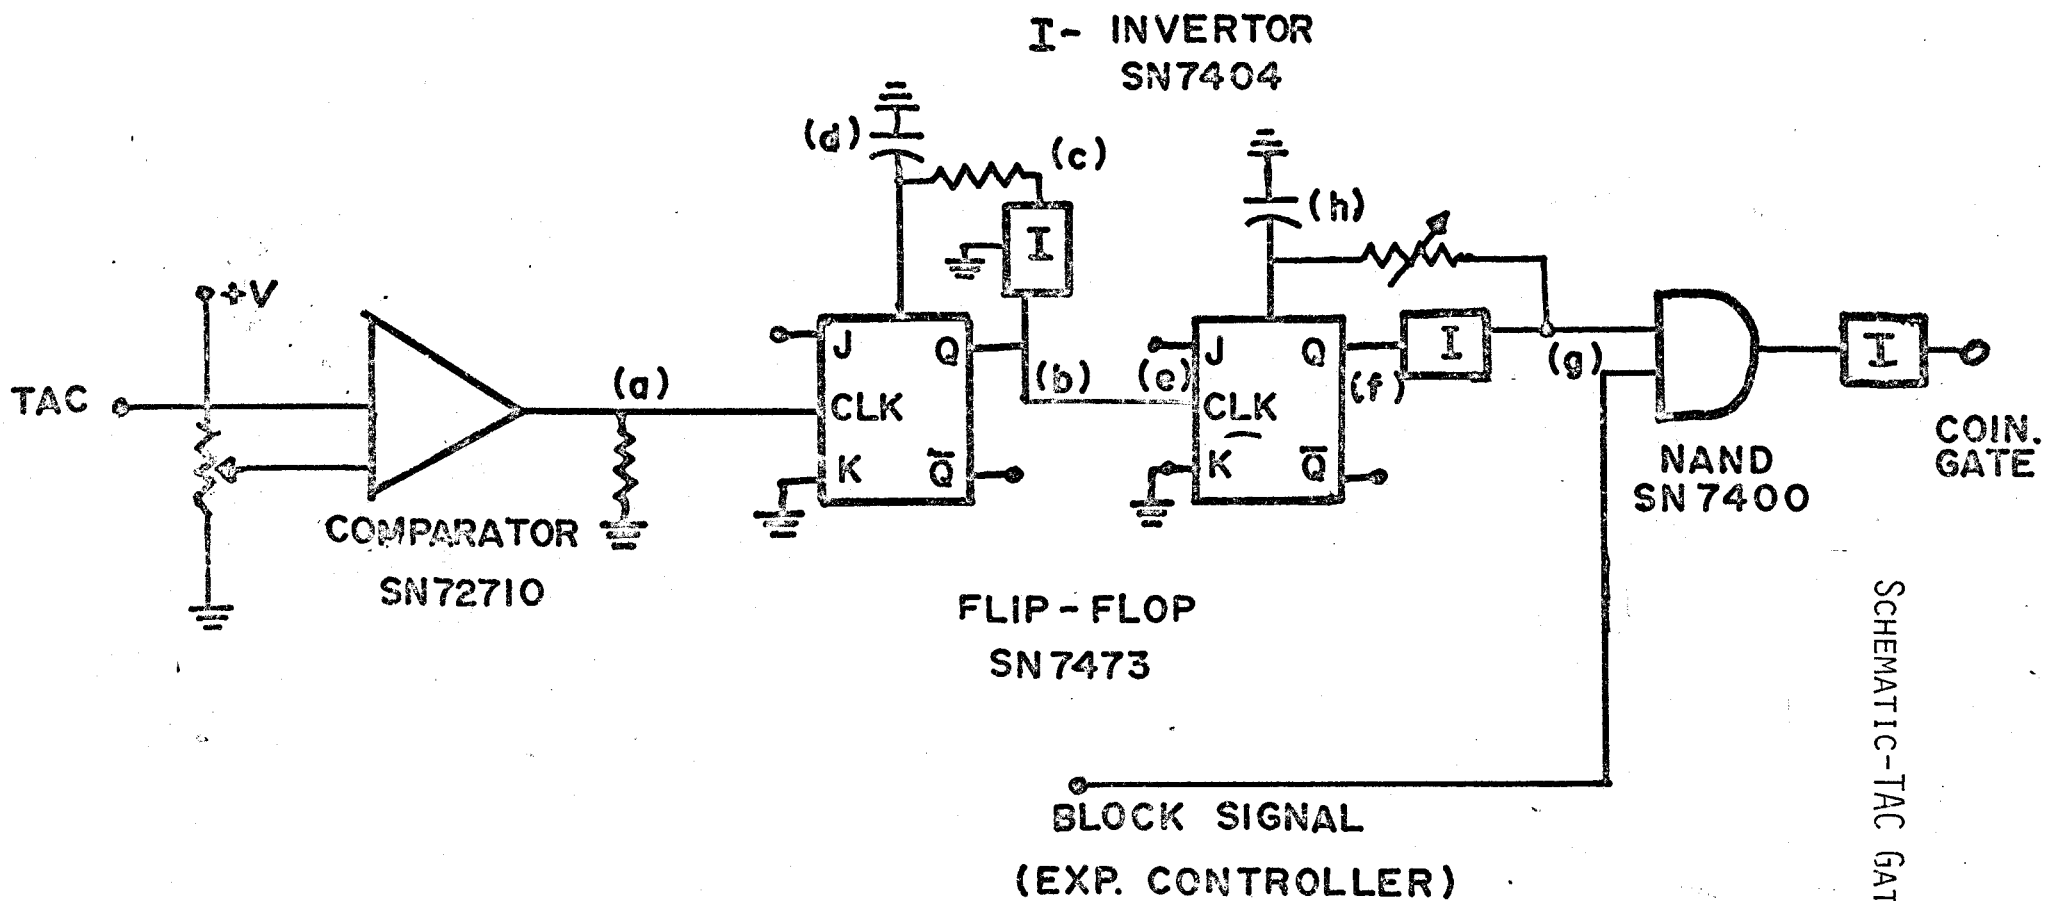 I- INVERTOR
SN7404
(d)
(c)
I
(h)
+V
TAC
(a)
J
Q
CLK
K
Q̅
(b)
(e)
J
Q
CLK
K
Q̅
(f)
I
(g)
I
COMPARATOR
SN72710
FLIP-FLOP
SN7473
NAND
SN7400
COIN.
GATE
BLOCK SIGNAL
(EXP. CONTROLLER)
SCHEMATIC-TAC GAT